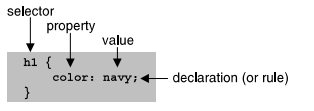 selector
property
value
h1 {
color: navy;
declaration (or rule)
}